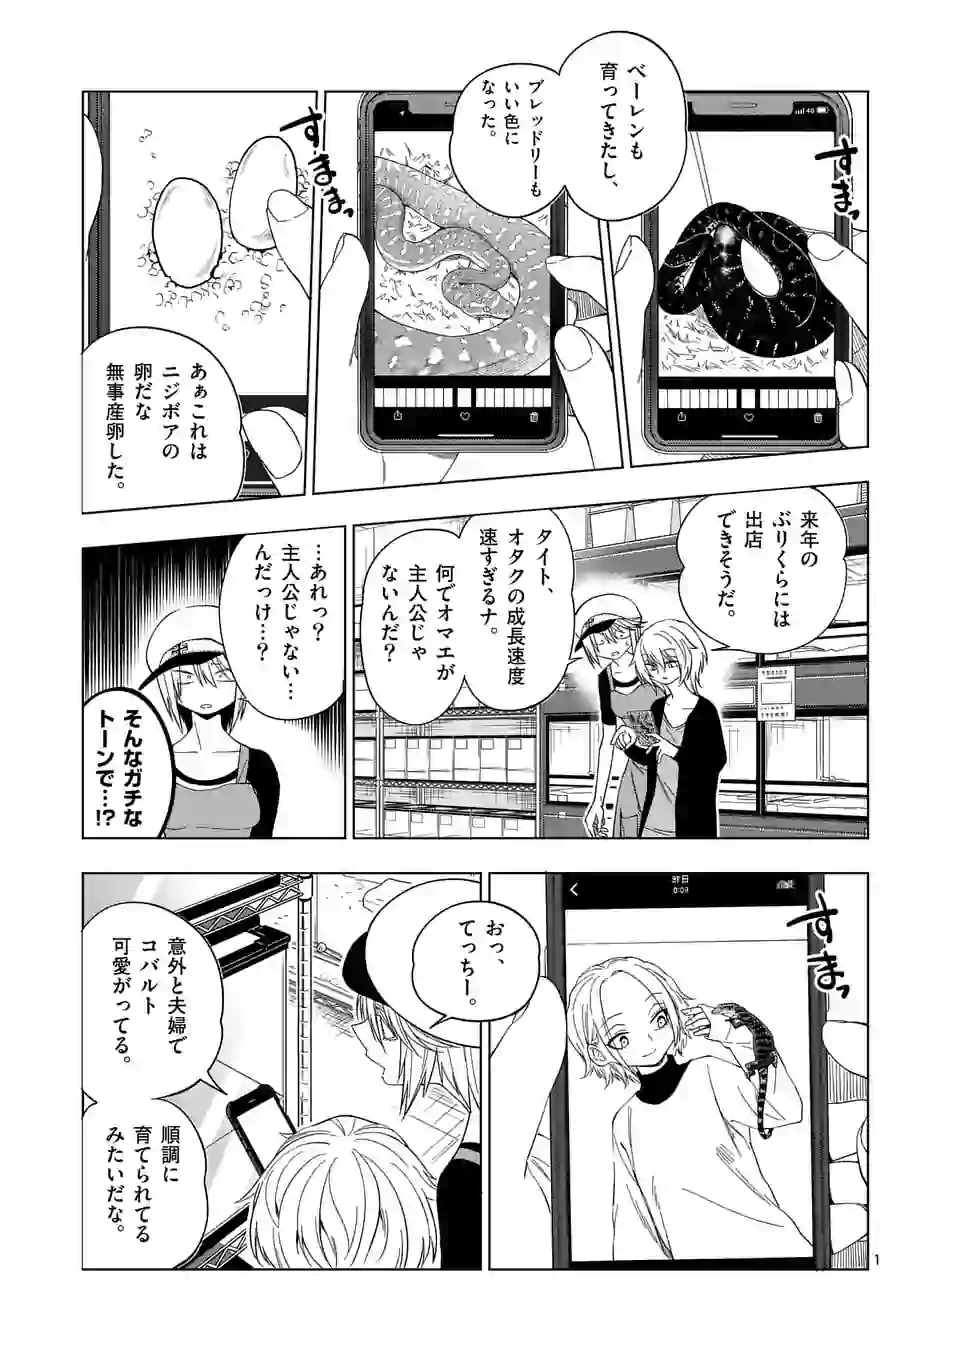 ベーレンも
育ってきたし、
ブレッドリーも
いい色に
なった。
4G
すまっ
すままっ
あぁこれは
ニジボアの
卵だな
無事産卵した。
来年の
ぶりくらには
出店
できそうだ。
タイト、
オタクの成長速度
速すぎるナ。
何でオマエが
主人公じゃ
ないんだ?
…あれっ?
主人公じゃない…
んだっけ…?
そんなガチな
トーンで…!?
昨日
すまっ
おっ、
てっちー。
意外と夫婦で
コバルト
可愛がってる。
順調に
育てられてる
みたいだな。
1